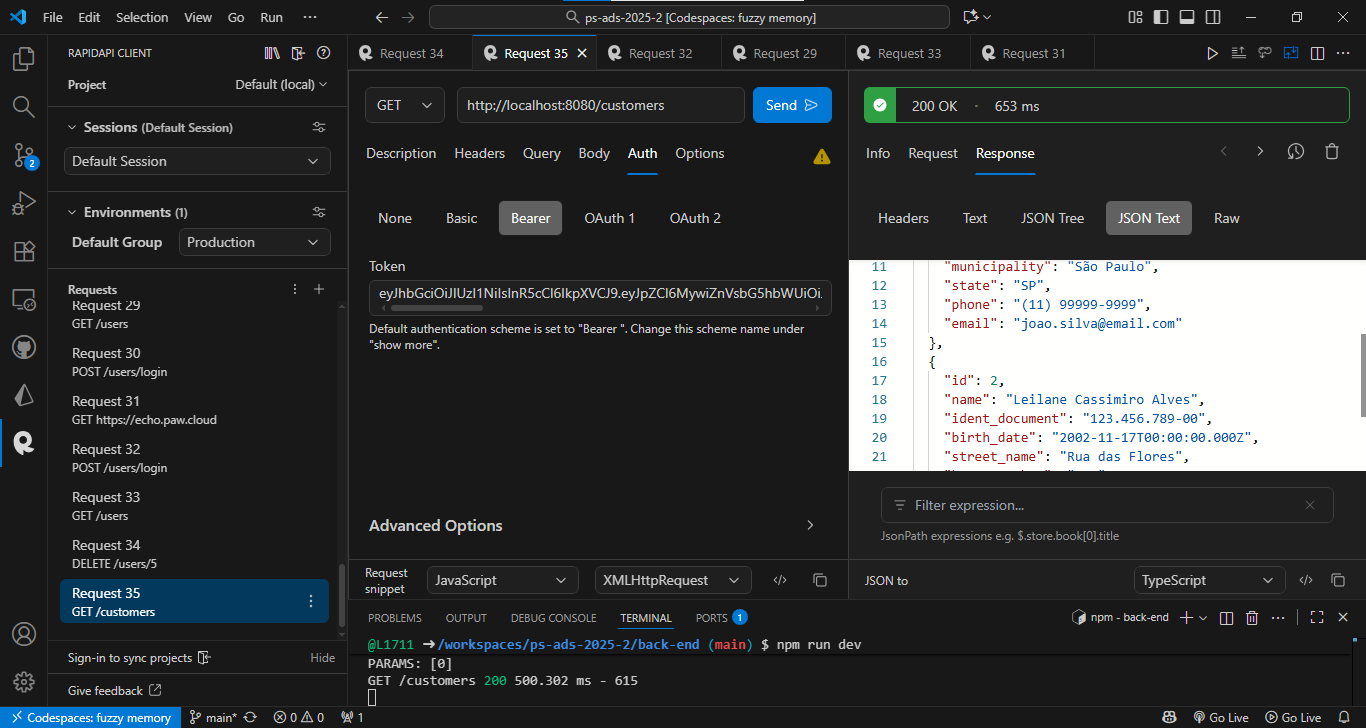 File Edit Selection View Go Run ···
ps-ads-2025-2 [Codespaces: fuzzy memory]
RAPIDAPI CLIENT
Project Default (local)
Sessions (Default Session)
Default Session
Environments (1)
Default Group Production
Requests
Request 29
GET /users
Request 30
POST /users/login
Request 31
GET https://echo.paw.cloud
Request 32
POST /users/login
Request 33
GET /users
Request 34
DELETE /users/5
Request 35
GET /customers
Sign-in to sync projects Hide
Give feedback
2
Request 34 Request 35 Request 32 Request 29 Request 33 Request 31
GET http://localhost:8080/customers Send
Description Headers Query Body Auth Options
None Basic Bearer OAuth 1 OAuth 2
Token
Default authentication scheme is set to "Bearer ". Change this scheme name under
"show more".
Advanced Options
Request
snippet JavaScript XMLHttpRequest
200 OK - 653 ms
Info Request Response
Headers Text JSON Tree JSON Text Raw
11 "municipality": "São Paulo",
12 "state": "SP",
13 "phone": "(11) 99999-9999",
14 "email": "joao.silva@email.com"
15 },
16 {
17 "id": 2,
18 "name": "Leilane Cassimiro Alves",
19 "ident_document": "123.456.789-00",
20 "birth_date": "2002-11-17T00:00:00.000Z",
21 "street_name": "Rua das Flores",
Filter expression...
JsonPath expressions e.g. $.store.book[0].title
JSON to TypeScript
PROBLEMS OUTPUT DEBUG CONSOLE TERMINAL PORTS 1 npm - back-end
@L1711 ➜/workspaces/ps-ads-2025-2/back-end (main) $ npm run dev
PARAMS: [0]
GET /customers 200 500.302 ms - 615
Codespaces: fuzzy memory main* 0 0 1 Go Live Go Live